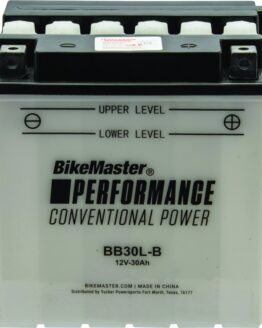 UPPER LEVEL
LOWER LEVEL
BikeMaster®
PERFORMANCE
CONVENTIONAL POWER
BB30L-B
12V-30Ah
BIKEMASTER.COM • MADE IN CHINA
Distributed by Tucker Powersports Fort Worth, Texas, 76177